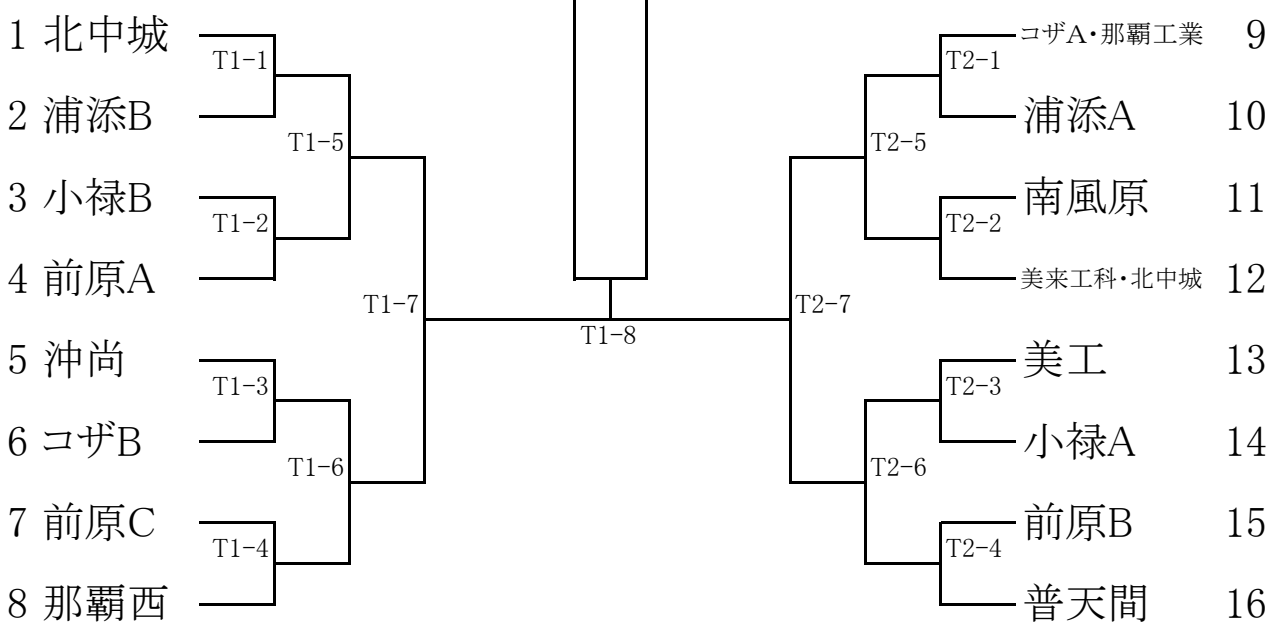 1 北中城
T1-1
2 浦添B
T1-5
3 小禄B
T1-2
4 前原A
T1-7
5 沖尚
T1-3
6 コザB
T1-6
7 前原C
T1-4
8 那覇西
T1-8
コザA・那覇工業 9
T2-1
浦添A 10
T2-5
南風原 11
T2-2
美来工科・北中城 12
T2-7
美工 13
T2-3
小禄A 14
T2-6
前原B 15
T2-4
普天間 16